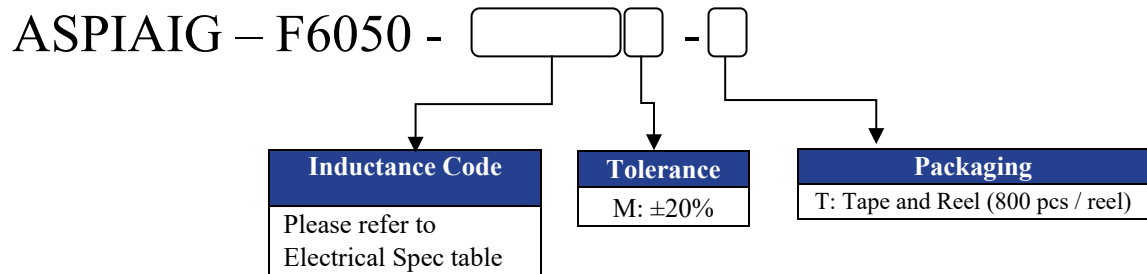 ASPIAIG – F6050 - -
Inductance Code
Please refer to
Electrical Spec table
Tolerance
M: ±20%
Packaging
T: Tape and Reel (800 pcs / reel)